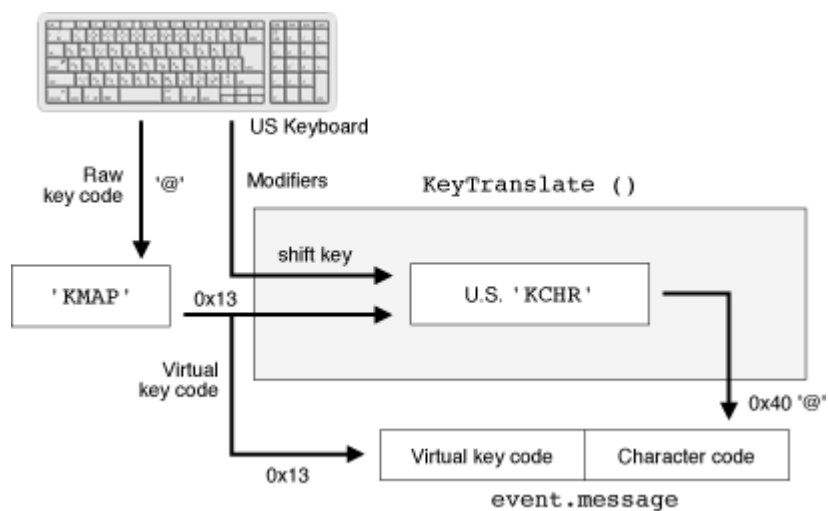 US Keyboard
Raw
key code
'@'
Modifiers
KeyTranslate ()
shift key
'KMAP'
0x13
U.S. 'KCHR'
Virtual
key code
0x40 '@'
0x13
Virtual key code
Character code
event.message